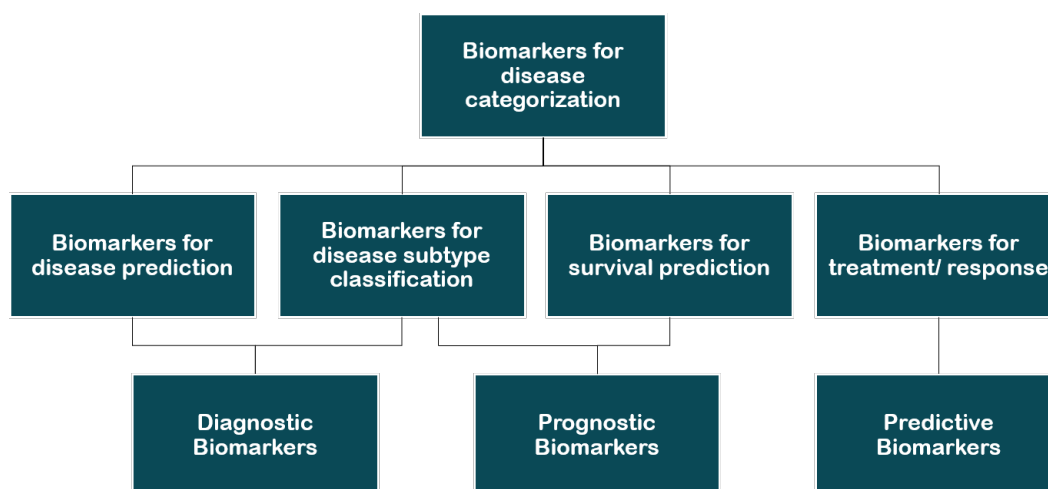 Biomarkers for
disease
categorization
Biomarkers for
disease prediction
Biomarkers for
disease subtype
classification
Biomarkers for
survival prediction
Biomarkers for
treatment/ response
Diagnostic
Biomarkers
Prognostic
Biomarkers
Predictive
Biomarkers